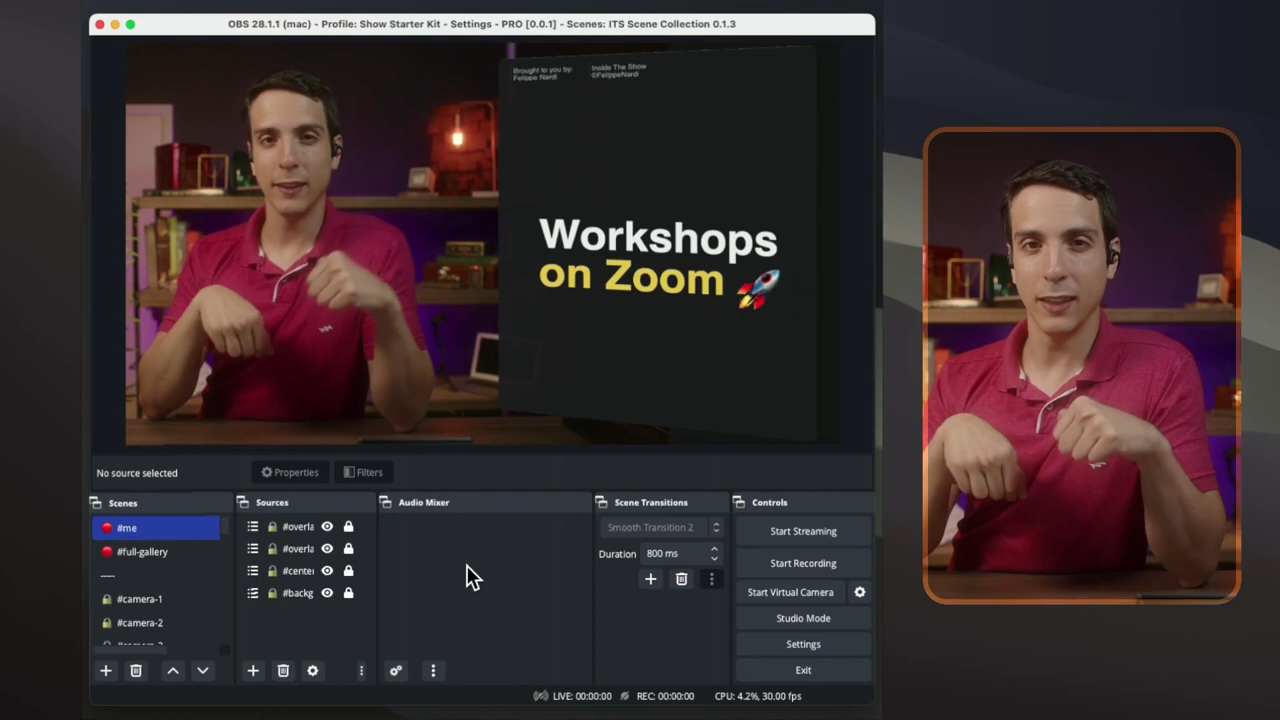 OBS 28.1.1 (mac) - Profile: Show Starter Kit - Settings - PRO [0.0.1] - Scenes: ITS Scene Collection 0.1.3
Brought to you by:
Felippe Nardi
Inside The Show
@FelippeNardi
Workshops
on Zoom 🚀
No source selected
Properties
Filters
Scenes
#me
#full-gallery
-----
#camera-1
#camera-2
Sources
#overla
#overla
#center
#backg
Audio Mixer
Scene Transitions
Smooth Transition 2
Duration
800 ms
Controls
Start Streaming
Start Recording
Start Virtual Camera
Studio Mode
Settings
Exit
LIVE: 00:00:00
REC: 00:00:00
CPU: 4.2%, 30.00 fps